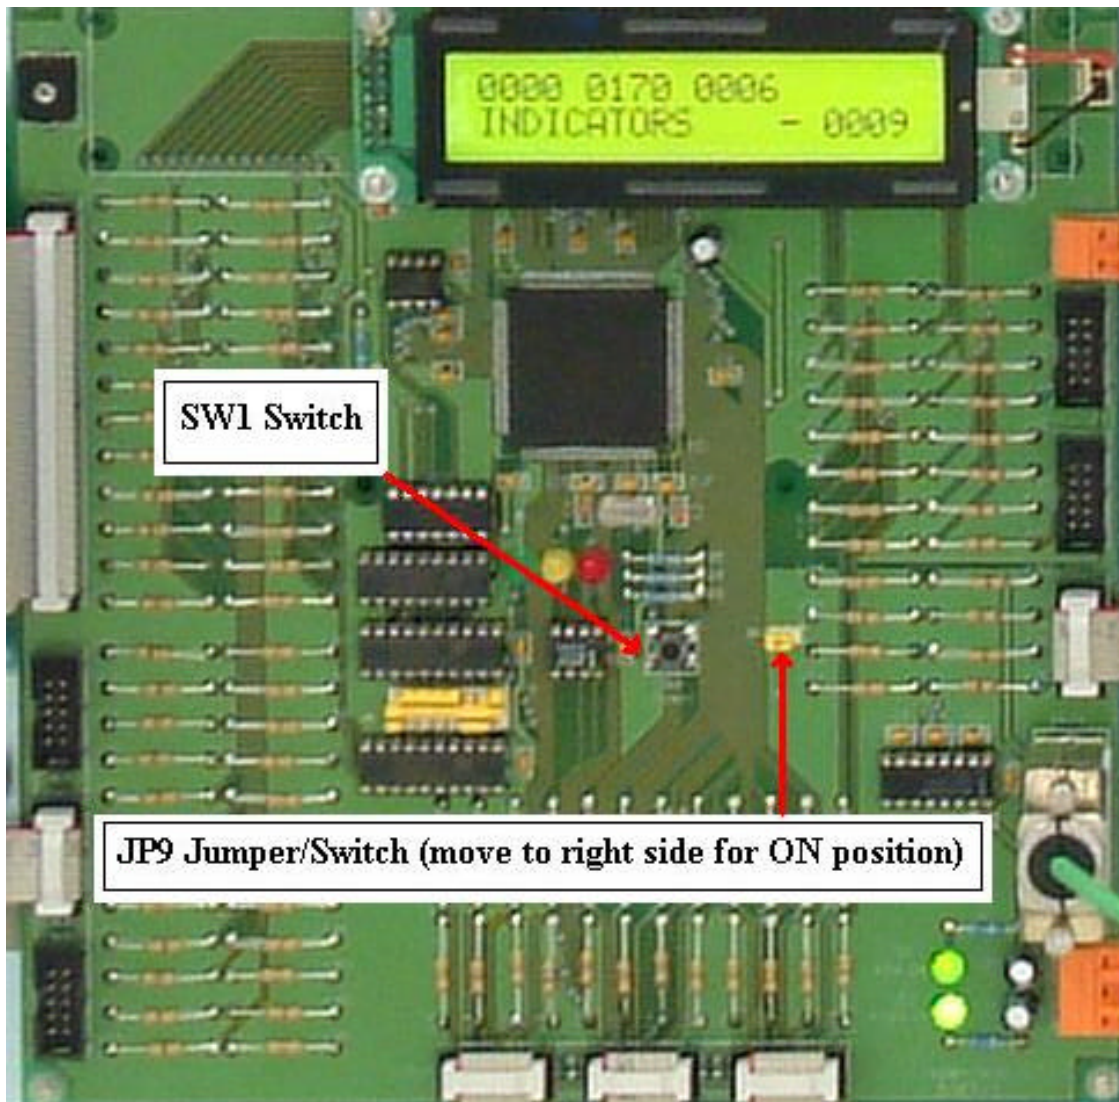 0000 0170 0006
INDICATORS - 0009
SW1 Switch
JP9 Jumper/Switch (move to right side for ON position)